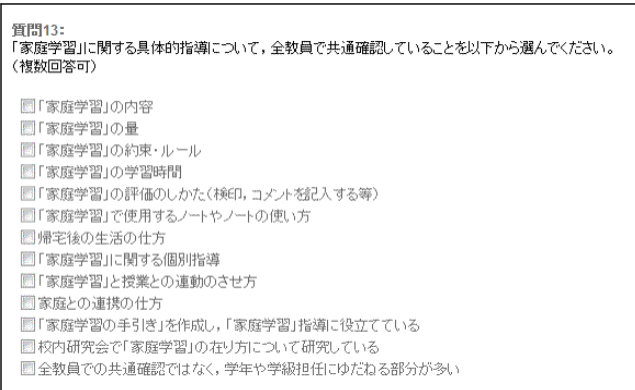 質問13:
「家庭学習」に関する具体的指導について，全教員で共通確認していることを以下から選んでください。
（複数回答可）
「家庭学習」の内容
「家庭学習」の量
「家庭学習」の約束・ルール
「家庭学習」の学習時間
「家庭学習」の評価のしかた（検印，コメントを記入する等）
「家庭学習」で使用するノートやノートの使い方
帰宅後の生活の仕方
「家庭学習」に関する個別指導
「家庭学習」と授業との連動のさせ方
家庭との連携の仕方
「家庭学習の手引き」を作成し，「家庭学習」指導に役立てている
校内研究会で「家庭学習」の在り方について研究している
全教員での共通確認ではなく，学年や学級担任にゆだねる部分が多い